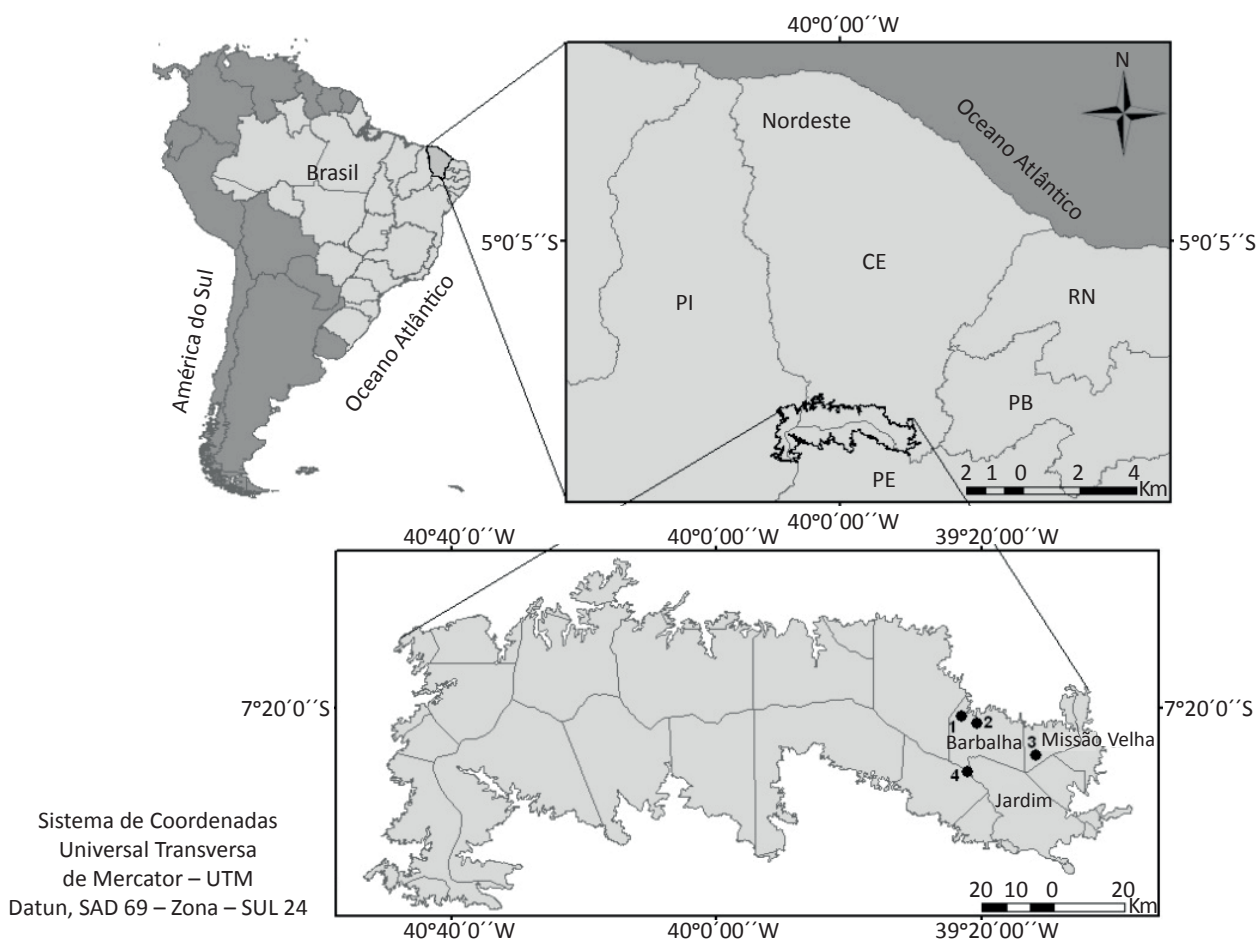 40°0′00′′W
N
Nordeste
Oceano Atlântico
Brasil
5°0′5′′S
5°0′5′′S
CE
PI
RN
América do Sul
Oceano Atlântico
PB
PE
2 1 0 2 4
Km
40°0′00′′W
40°40′0′′W
40°0′00′′W
39°20′0′′W
7°20′0′′S
7°20′0′′S
1
2
Barbalha
3
Missão Velha
4
Jardim
Sistema de Coordenadas
Universal Transversa
de Mercator – UTM
Datun, SAD 69 – Zona – SUL 24
20 10 0 20
Km
40°40′0′′W
40°0′00′′W
39°20′0′′W